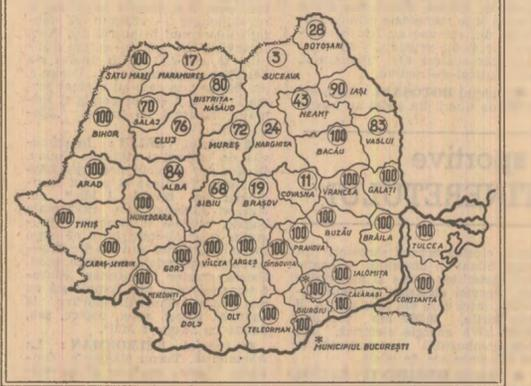 28
BOTOȘANI
100
SATU MARE
17
MARAMUREȘ
3
SUCEAVA
80
BISTRIȚA-
NĂSĂUD
90 IAȘI
43
NEAMȚ
70
SĂLAJ
100
BIHOR
76
CLUJ
72
MUREȘ
24
HARGHITA
100
BACĂU
83
VASLUI
100
ARAD
84
ALBA
68
SIBIU
19
BRAȘOV
11
COVASNA
100
VRANCEA
100
GALAȚI
100 TIMIȘ
100
HUNEDOARA
100
CARAȘ-SEVERIN
100
GORJ
100
VÎLCEA
100
ARGEȘ
100
DÎMBOVIȚA
100
PRAHOVA
100
BUZĂU
100
BRĂILA
100
TULCEA
100
MEHEDINȚI
100
DOLJ
100
OLT
100
TELEORMAN
100
GIURGIU
* 100
100 IALOMIȚA
100
CĂLĂRAȘI
100
CONSTANȚA
*
MUNICIPIUL BUCUREȘTI
sportive